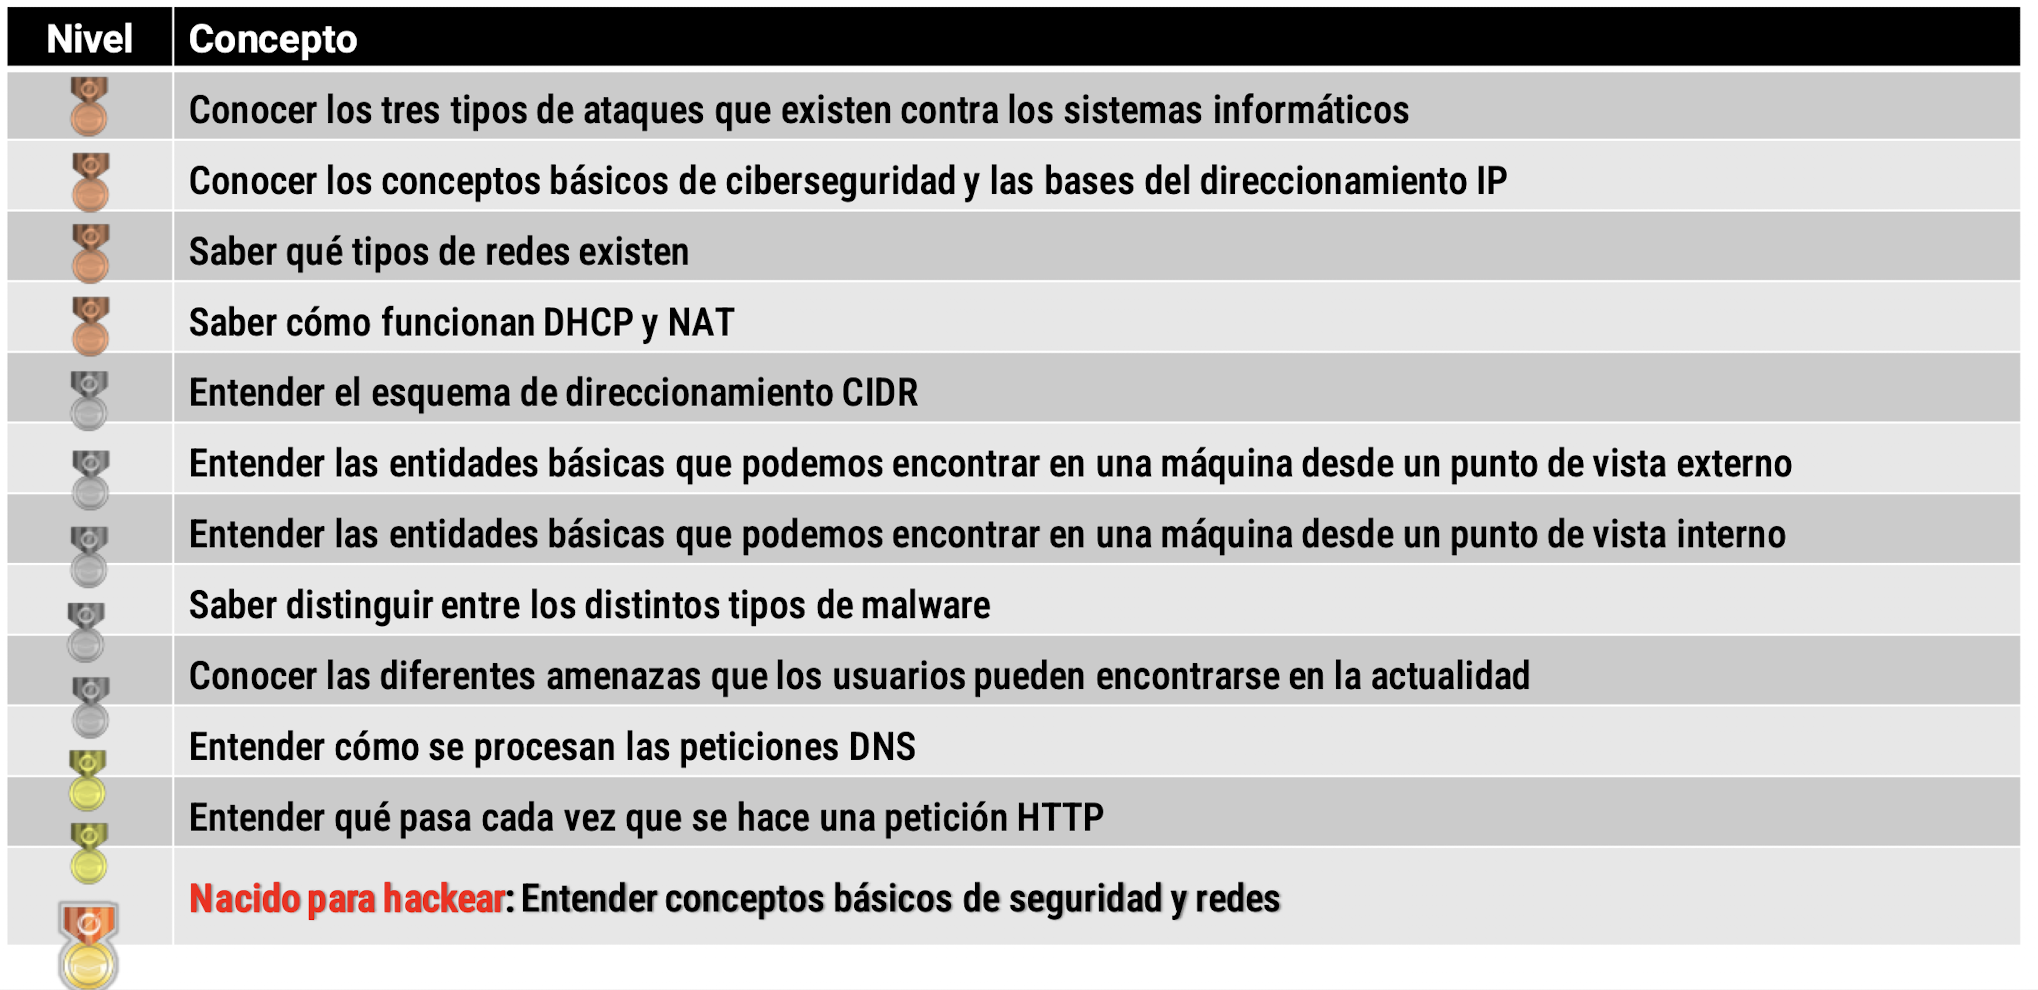 Nivel Concepto
Conocer los tres tipos de ataques que existen contra los sistemas informáticos
Conocer los conceptos básicos de ciberseguridad y las bases del direccionamiento IP
Saber qué tipos de redes existen
Saber cómo funcionan DHCP y NAT
Entender el esquema de direccionamiento CIDR
Entender las entidades básicas que podemos encontrar en una máquina desde un punto de vista externo
Entender las entidades básicas que podemos encontrar en una máquina desde un punto de vista interno
Saber distinguir entre los distintos tipos de malware
Conocer las diferentes amenazas que los usuarios pueden encontrarse en la actualidad
Entender cómo se procesan las peticiones DNS
Entender qué pasa cada vez que se hace una petición HTTP
Nacido para hackear: Entender conceptos básicos de seguridad y redes